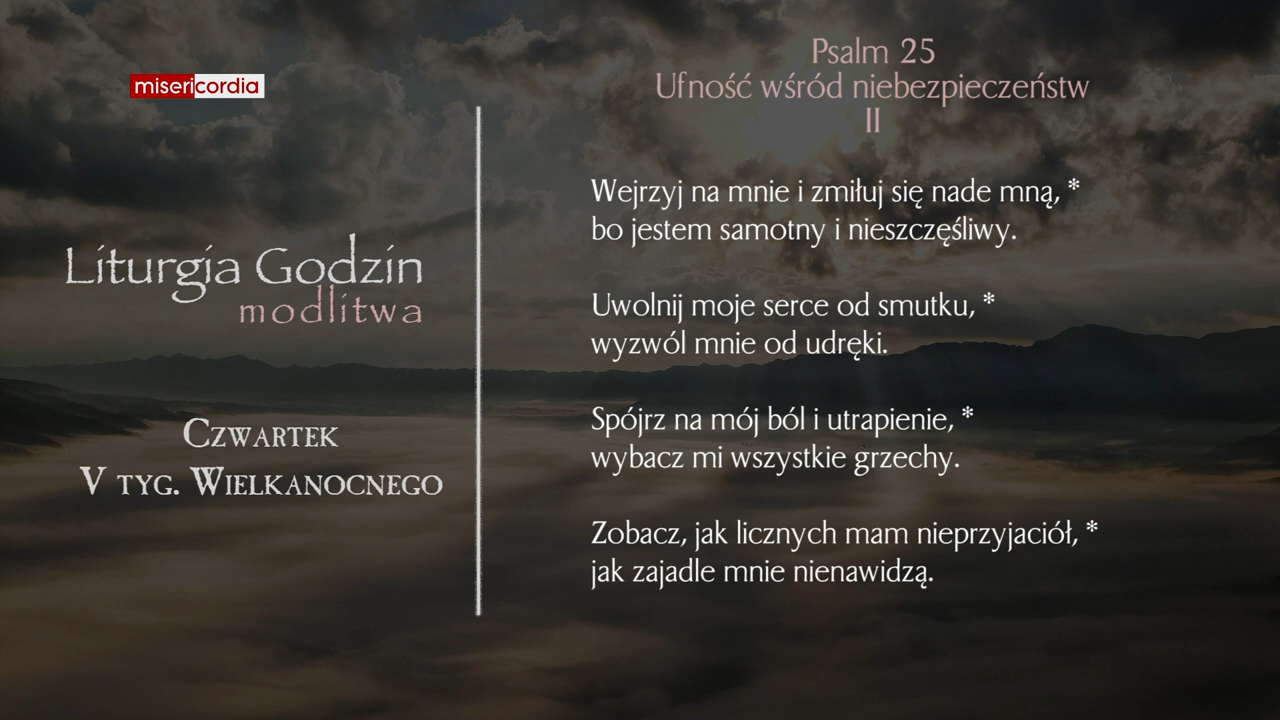 misericordia
Liturgia Godzin
modlitwa
Czwartek
V tyg. Wielkanocnego
Psalm 25
Ufność wśród niebezpieczeństw
II
Wejrzyj na mnie i zmiłuj się nade mną, *
bo jestem samotny i nieszczęśliwy.
Uwolnij moje serce od smutku, *
wyzwól mnie od udręki.
Spójrz na mój ból i utrapienie, *
wybacz mi wszystkie grzechy.
Zobacz, jak licznych mam nieprzyjaciół, *
jak zajadle mnie nienawidzą.